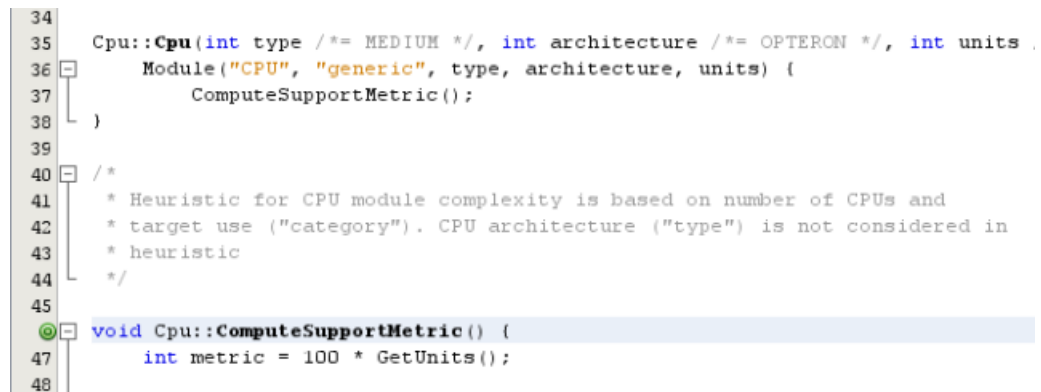 34
35 Cpu::Cpu(int type /*= MEDIUM */, int architecture /*= OPTERON */, int units
36 Module("CPU", "generic", type, architecture, units) {
37 ComputeSupportMetric();
38 }
39
40 /*
41 * Heuristic for CPU module complexity is based on number of CPUs and
42 * target use ("category"). CPU architecture ("type") is not considered in
43 * heuristic
44 */
45
void Cpu::ComputeSupportMetric() {
47 int metric = 100 * GetUnits();
48